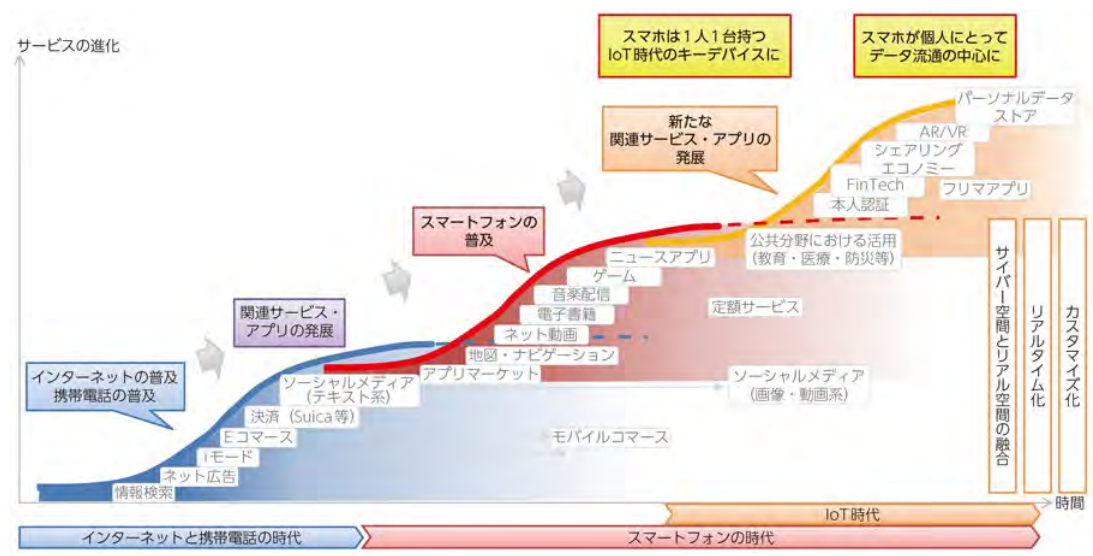 サービスの進化
スマホは1人1台持つ
IoT時代のキーデバイスに
スマホが個人にとって
データ流通の中心に
新たな
関連サービス・アプリの
発展
パーソナルデータ
ストア
AR/VR
シェアリング
エコノミー
FinTech
フリマアプリ
本人認証
スマートフォンの
普及
公共分野における活用
(教育・医療・防災等)
ニュースアプリ
ゲーム
音楽配信
電子書籍
ネット動画
地図・ナビゲーション
アプリマーケット
定額サービス
関連サービス・
アプリの発展
インターネットの普及
携帯電話の普及
ソーシャルメディア
(テキスト系)
ソーシャルメディア
(画像・動画系)
決済(Suica等)
Eコマース
iモード
ネット広告
情報検索
モバイルコマース
サイバー空間とリアル空間の融合
リアルタイム化
カスタマイズ化
時間
IoT時代
インターネットと携帯電話の時代
スマートフォンの時代